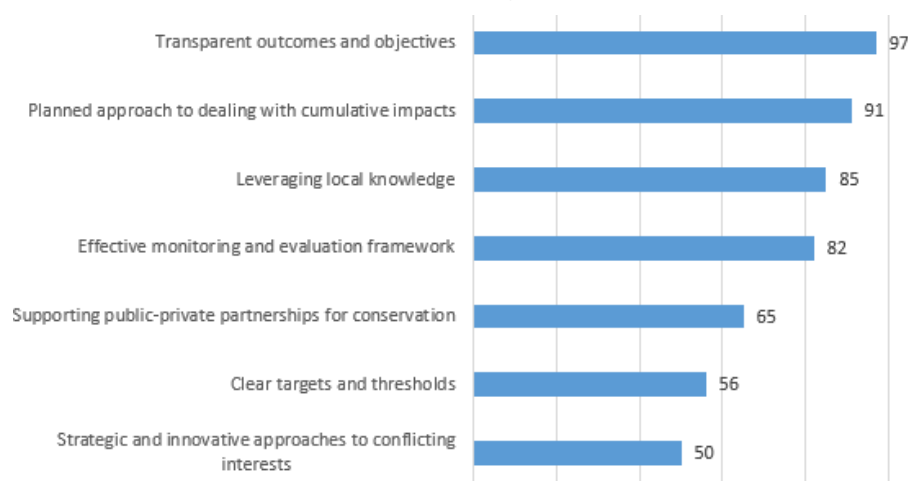 Transparent outcomes and objectives
97
Planned approach to dealing with cumulative impacts
91
Leveraging local knowledge
85
Effective monitoring and evaluation framework
82
Supporting public-private partnerships for conservation
65
Clear targets and thresholds
56
Strategic and innovative approaches to conflicting
interests
50